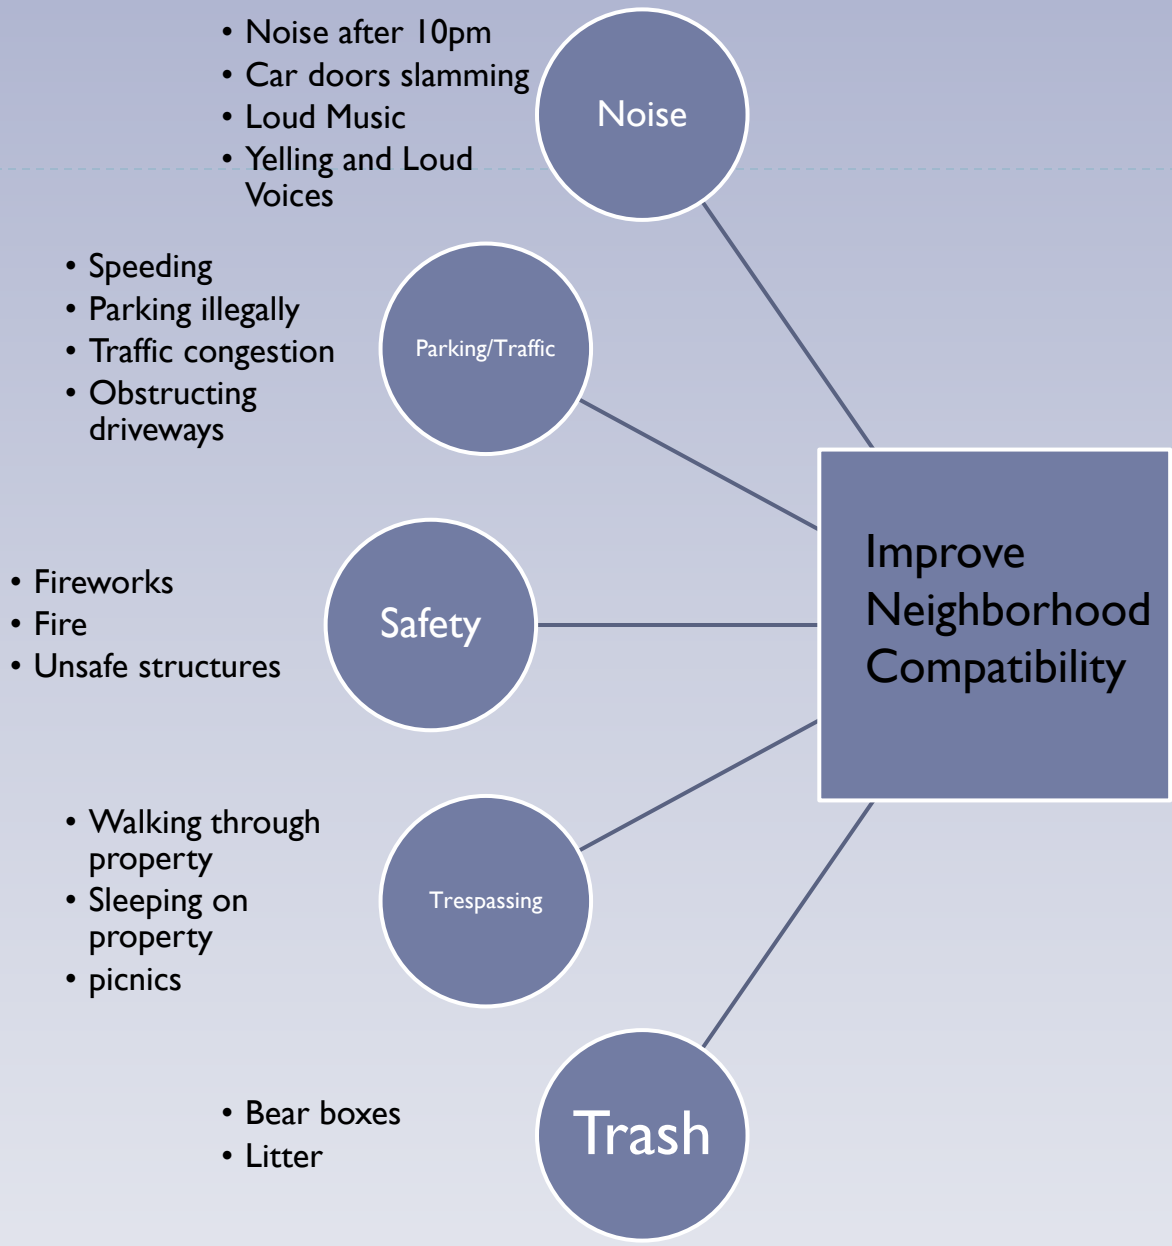 • Noise after 10pm
• Car doors slamming
• Loud Music
• Yelling and Loud
Voices
Noise
• Speeding
• Parking illegally
• Traffic congestion
• Obstructing
driveways
Parking/Traffic
• Fireworks
• Fire
• Unsafe structures
Safety
• Walking through
property
• Sleeping on
property
• picnics
Trespassing
• Bear boxes
• Litter
Trash
Improve
Neighborhood
Compatibility